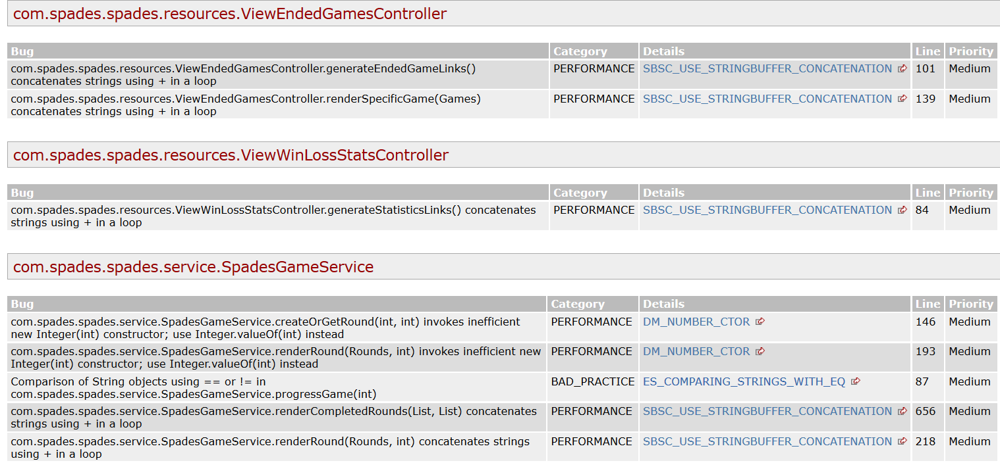 com.spades.spades.resources.ViewEndedGamesController
Bug Category Details Line Priority
com.spades.spades.resources.ViewEndedGamesController.generateEndedGameLinks() PERFORMANCE SBSC_USE_STRINGBUFFER_CONCATENATION 101 Medium
concatenates strings using + in a loop
com.spades.spades.resources.ViewEndedGamesController.renderSpecificGame(Games) PERFORMANCE SBSC_USE_STRINGBUFFER_CONCATENATION 139 Medium
concatenates strings using + in a loop
com.spades.spades.resources.ViewWinLossStatsController
Bug Category Details Line Priority
com.spades.spades.resources.ViewWinLossStatsController.generateStatisticsLinks() concatenates PERFORMANCE SBSC_USE_STRINGBUFFER_CONCATENATION 84 Medium
strings using + in a loop
com.spades.spades.service.SpadesGameService
Bug Category Details Line Priority
com.spades.spades.service.SpadesGameService.createOrGetRound(int, int) invokes inefficient PERFORMANCE DM_NUMBER_CTOR 146 Medium
new Integer(int) constructor; use Integer.valueOf(int) instead
com.spades.spades.service.SpadesGameService.renderRound(Rounds, int) invokes inefficient new PERFORMANCE DM_NUMBER_CTOR 193 Medium
Integer(int) constructor; use Integer.valueOf(int) instead
Comparison of String objects using == or != in BAD_PRACTICE ES_COMPARING_STRINGS_WITH_EQ 87 Medium
com.spades.spades.service.SpadesGameService.progressGame(int)
com.spades.spades.service.SpadesGameService.renderCompletedRounds(List, List) concatenates PERFORMANCE SBSC_USE_STRINGBUFFER_CONCATENATION 656 Medium
strings using + in a loop
com.spades.spades.service.SpadesGameService.renderRound(Rounds, int) concatenates strings PERFORMANCE SBSC_USE_STRINGBUFFER_CONCATENATION 218 Medium
using + in a loop